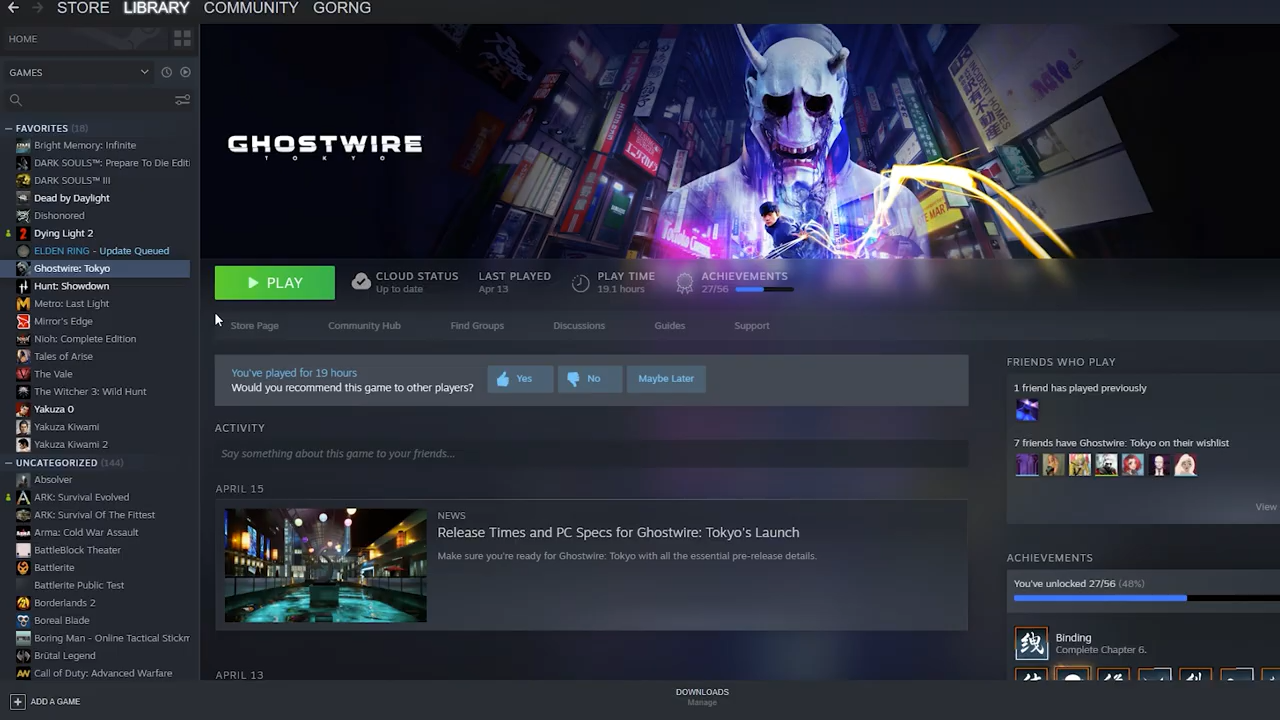 STORE LIBRARY COMMUNITY GORNG
HOME
GAMES
FAVORITES (18)
Bright Memory: Infinite
DARK SOULS™: Prepare To Die Editi
DARK SOULS™ III
Dead by Daylight
Dishonored
Dying Light 2
ELDEN RING - Update Queued
Ghostwire: Tokyo
Hunt: Showdown
Metro: Last Light
Mirror's Edge
Nioh: Complete Edition
Tales of Arise
The Vale
The Witcher 3: Wild Hunt
Yakuza 0
Yakuza Kiwami
Yakuza Kiwami 2
UNCATEGORIZED (144)
Absolver
ARK: Survival Evolved
ARK: Survival Of The Fittest
Arma: Cold War Assault
BattleBlock Theater
Battlerite
Battlerite Public Test
Borderlands 2
Boreal Blade
Boring Man - Online Tactical Stickm
Brütal Legend
Call of Duty: Advanced Warfare
ADD A GAME
GHOSTWIRE
TOKYO
PLAY
CLOUD STATUS
Up to date
LAST PLAYED
Apr 13
PLAY TIME
19.1 hours
ACHIEVEMENTS
27/56
Store Page Community Hub Find Groups Discussions Guides Support
You've played for 19 hours
Would you recommend this game to other players?
Yes
No
Maybe Later
ACTIVITY
Say something about this game to your friends...
APRIL 15
NEWS
Release Times and PC Specs for Ghostwire: Tokyo's Launch
Make sure you're ready for Ghostwire: Tokyo with all the essential pre-release details.
APRIL 13
FRIENDS WHO PLAY
1 friend has played previously
7 friends have Ghostwire: Tokyo on their wishlist
View
ACHIEVEMENTS
You've unlocked 27/56 (48%)
Binding
Complete Chapter 6.
DOWNLOADS
Manage